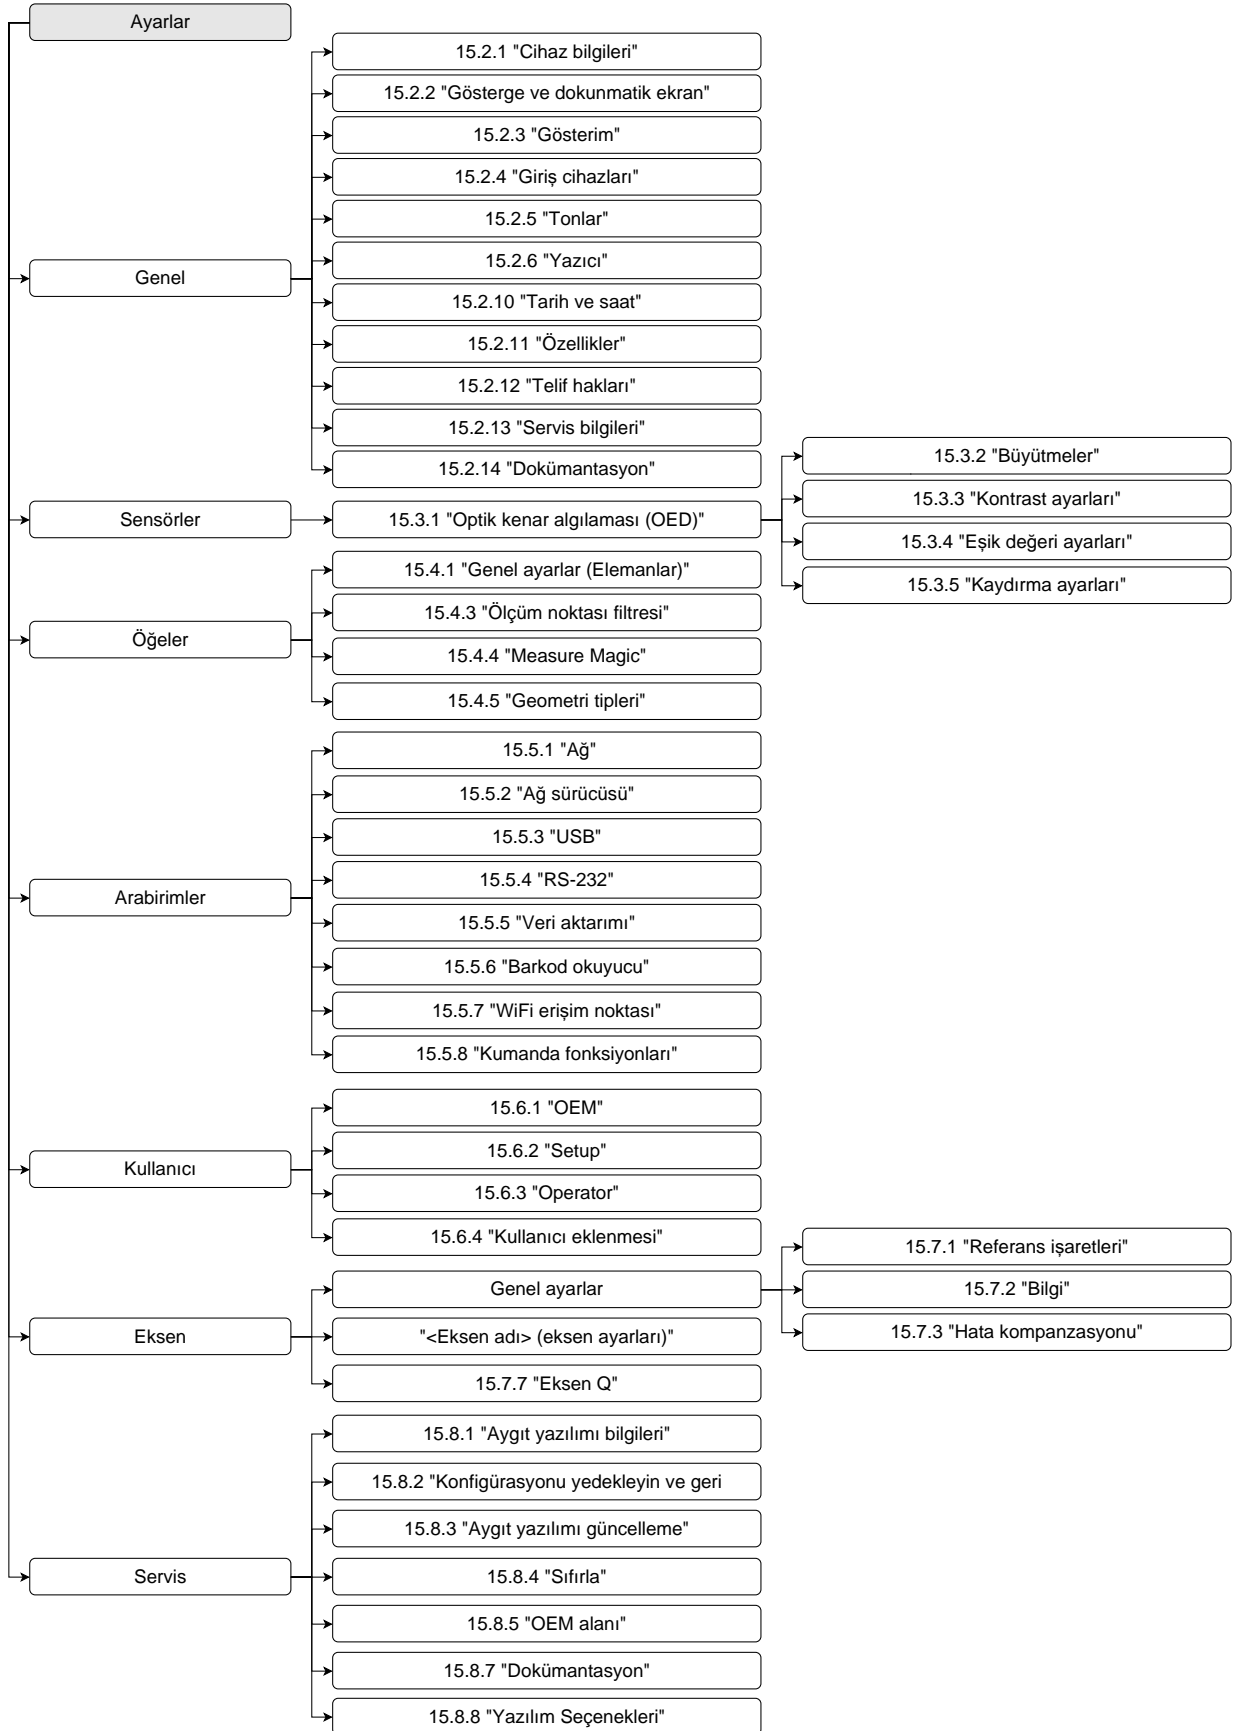 Ayarlar
15.2.1 "Cihaz bilgileri"
15.2.2 "Gösterge ve dokunmatik ekran"
15.2.3 "Gösterim"
15.2.4 "Giriş cihazları"
15.2.5 "Tonlar"
15.2.6 "Yazıcı"
Genel
15.2.10 "Tarih ve saat"
15.2.11 "Özellikler"
15.2.12 "Telif hakları"
15.2.13 "Servis bilgileri"
15.2.14 "Dokümantasyon"
Sensörler
15.3.1 "Optik kenar algılaması (OED)"
15.3.2 "Büyütmeler"
15.3.3 "Kontrast ayarları"
15.3.4 "Eşik değeri ayarları"
15.3.5 "Kaydırma ayarları"
Öğeler
15.4.1 "Genel ayarlar (Elemanlar)"
15.4.3 "Ölçüm noktası filtresi"
15.4.4 "Measure Magic"
15.4.5 "Geometri tipleri"
Arabirimler
15.5.1 "Ağ"
15.5.2 "Ağ sürücüsü"
15.5.3 "USB"
15.5.4 "RS-232"
15.5.5 "Veri aktarımı"
15.5.6 "Barkod okuyucu"
15.5.7 "WiFi erişim noktası"
15.5.8 "Kumanda fonksiyonları"
Kullanıcı
15.6.1 "OEM"
15.6.2 "Setup"
15.6.3 "Operator"
15.6.4 "Kullanıcı eklenmesi"
Eksen
Genel ayarlar
15.7.1 "Referans işaretleri"
15.7.2 "Bilgi"
15.7.3 "Hata kompanzasyonu"
"<Eksen adı> (eksen ayarları)"
15.7.7 "Eksen Q"
Servis
15.8.1 "Aygıt yazılımı bilgileri"
15.8.2 "Konfigürasyonu yedekleyin ve geri
15.8.3 "Aygıt yazılımı güncelleme"
15.8.4 "Sıfırla"
15.8.5 "OEM alanı"
15.8.7 "Dokümantasyon"
15.8.8 "Yazılım Seçenekleri"